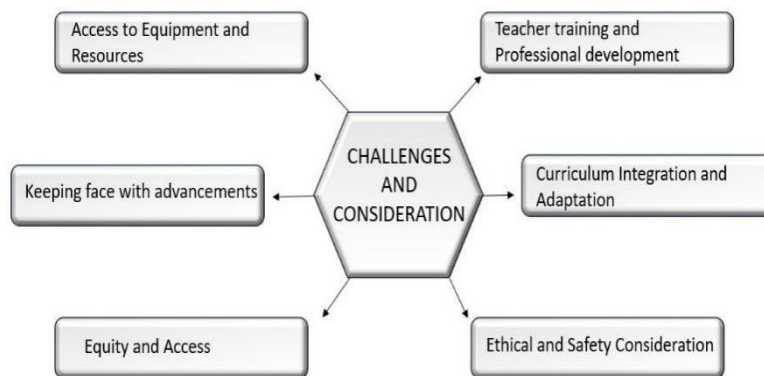 Access to Equipment and
Resources
Teacher training and
Professional development
CHALLENGES
AND
CONSIDERATION
Keeping face with advancements
Curriculum Integration and
Adaptation
Equity and Access
Ethical and Safety Consideration